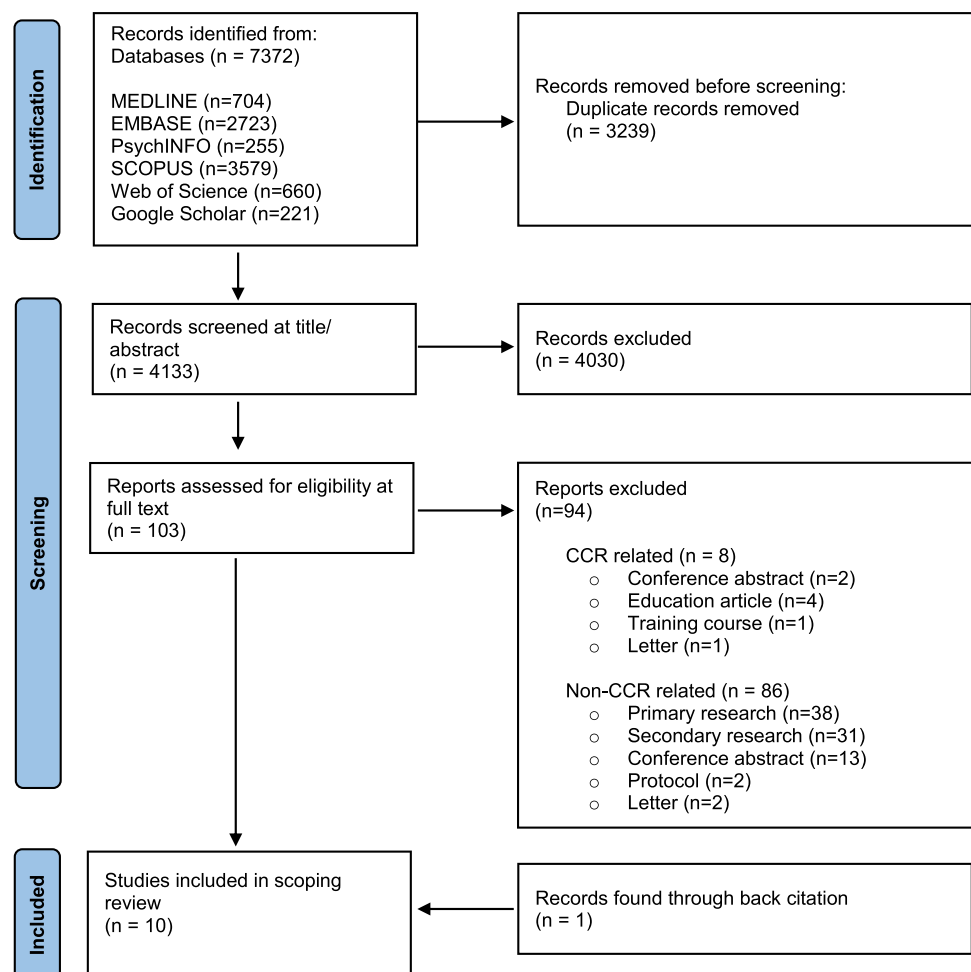 Identification
Records identified from:
Databases (n = 7372)
MEDLINE (n=704)
EMBASE (n=2723)
PsychINFO (n=255)
SCOPUS (n=3579)
Web of Science (n=660)
Google Scholar (n=221)
Records removed before screening:
Duplicate records removed
(n = 3239)
Screening
Records screened at title/
abstract
(n = 4133)
Records excluded
(n = 4030)
Reports assessed for eligibility at
full text
(n = 103)
Reports excluded
(n=94)
CCR related (n = 8)
o Conference abstract (n=2)
o Education article (n=4)
o Training course (n=1)
o Letter (n=1)
Non-CCR related (n = 86)
o Primary research (n=38)
o Secondary research (n=31)
o Conference abstract (n=13)
o Protocol (n=2)
o Letter (n=2)
Included
Studies included in scoping
review
(n = 10)
Records found through back citation
(n = 1)